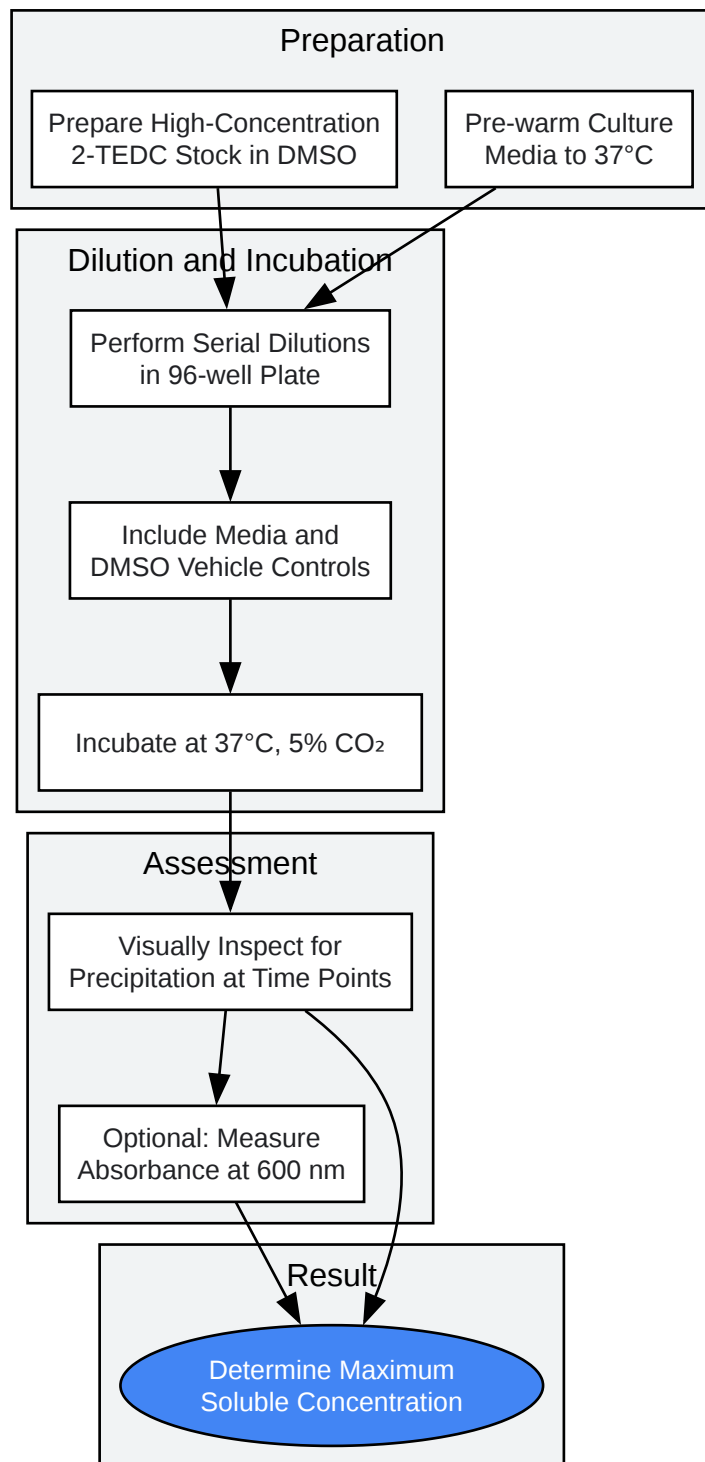 Preparation
Prepare High-Concentration
2-TEDC Stock in DMSO
Pre-warm Culture
Media to 37°C
Dilution and Incubation
Perform Serial Dilutions
in 96-well Plate
Include Media and
DMSO Vehicle Controls
Incubate at 37°C, 5% CO₂
Assessment
Visually Inspect for
Precipitation at Time Points
Optional: Measure
Absorbance at 600 nm
Result
Determine Maximum
Soluble Concentration